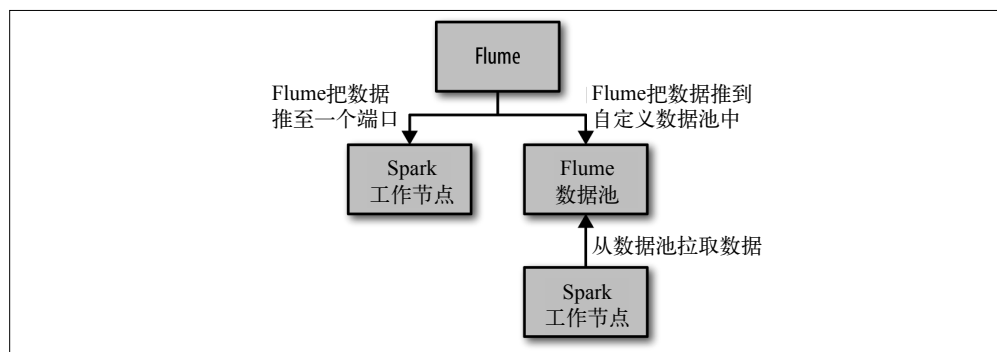 Flume
Flume把数据
推至一个端口
Flume把数据推到
自定义数据池中
Spark
工作节点
Flume
数据池
从数据池拉取数据
Spark
工作节点